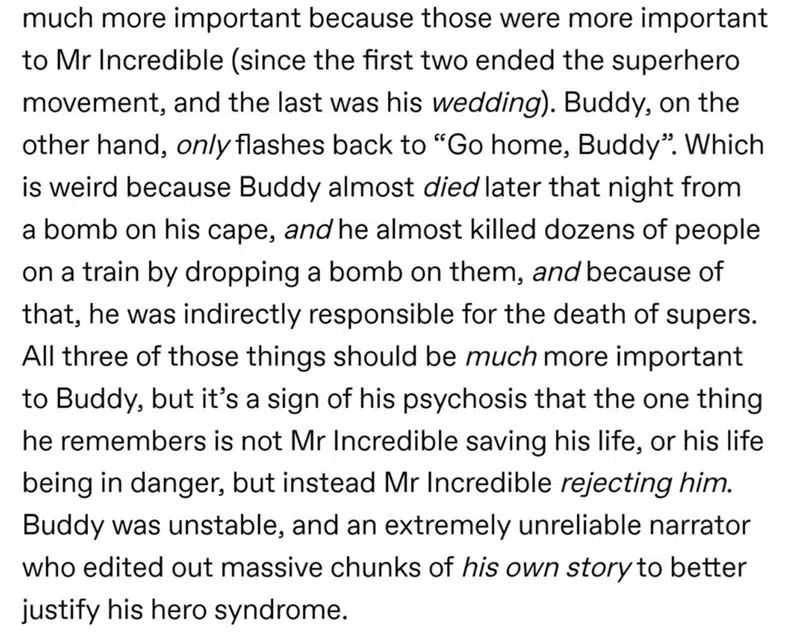 much more important because those were more important
to Mr Incredible (since the first two ended the superhero
movement, and the last was his wedding). Buddy, on the
other hand, only flashes back to “Go home, Buddy”. Which
is weird because Buddy almost died later that night from
a bomb on his cape, and he almost killed dozens of people
on a train by dropping a bomb on them, and because of
that, he was indirectly responsible for the death of supers.
All three of those things should be much more important
to Buddy, but it’s a sign of his psychosis that the one thing
he remembers is not Mr Incredible saving his life, or his life
being in danger, but instead Mr Incredible rejecting him.
Buddy was unstable, and an extremely unreliable narrator
who edited out massive chunks of his own story to better
justify his hero syndrome.